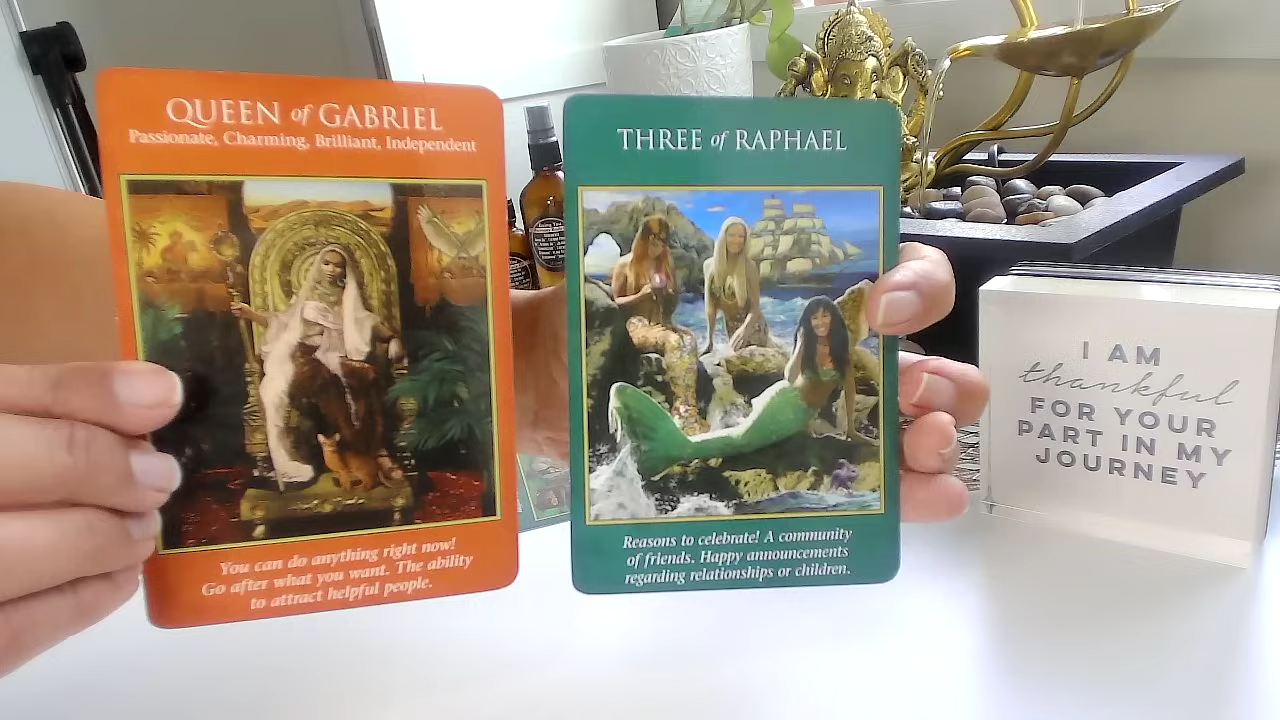 QUEEN of GABRIEL
Passionate, Charming, Brilliant, Independent
You can do anything right now!
Go after what you want. The ability
to attract helpful people.
THREE of RAPHAEL
Reasons to celebrate! A community
of friends. Happy announcements
regarding relationships or children.
I AM
thankful
FOR YOUR
PART IN MY
JOURNEY